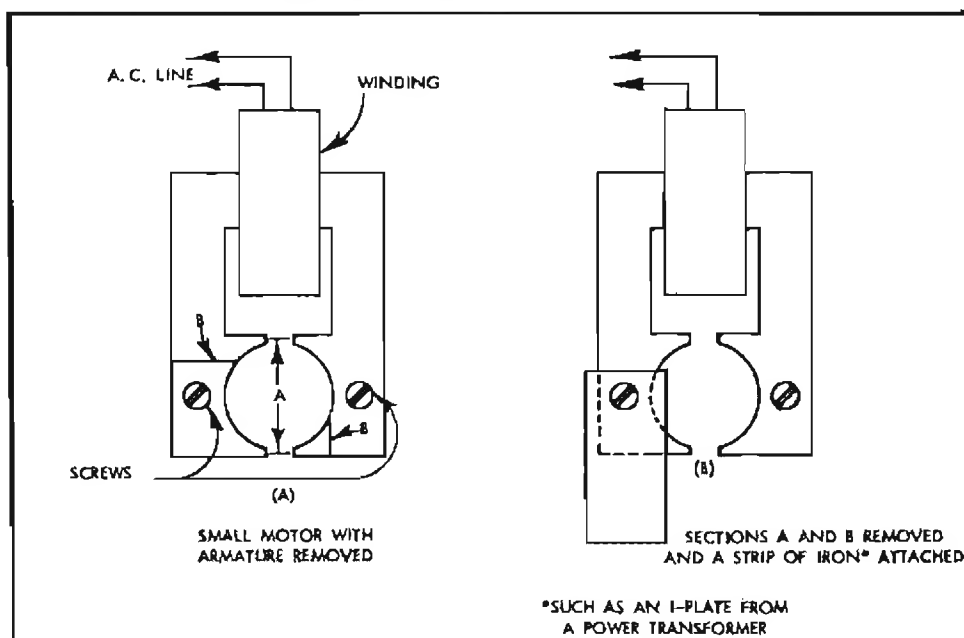 A.C. LINE
WINDING
B
A
B
SCREWS
(A)
SMALL MOTOR WITH
ARMATURE REMOVED
(B)
SECTIONS A AND B REMOVED
AND A STRIP OF IRON* ATTACHED
*SUCH AS AN I-PLATE FROM
A POWER TRANSFORMER